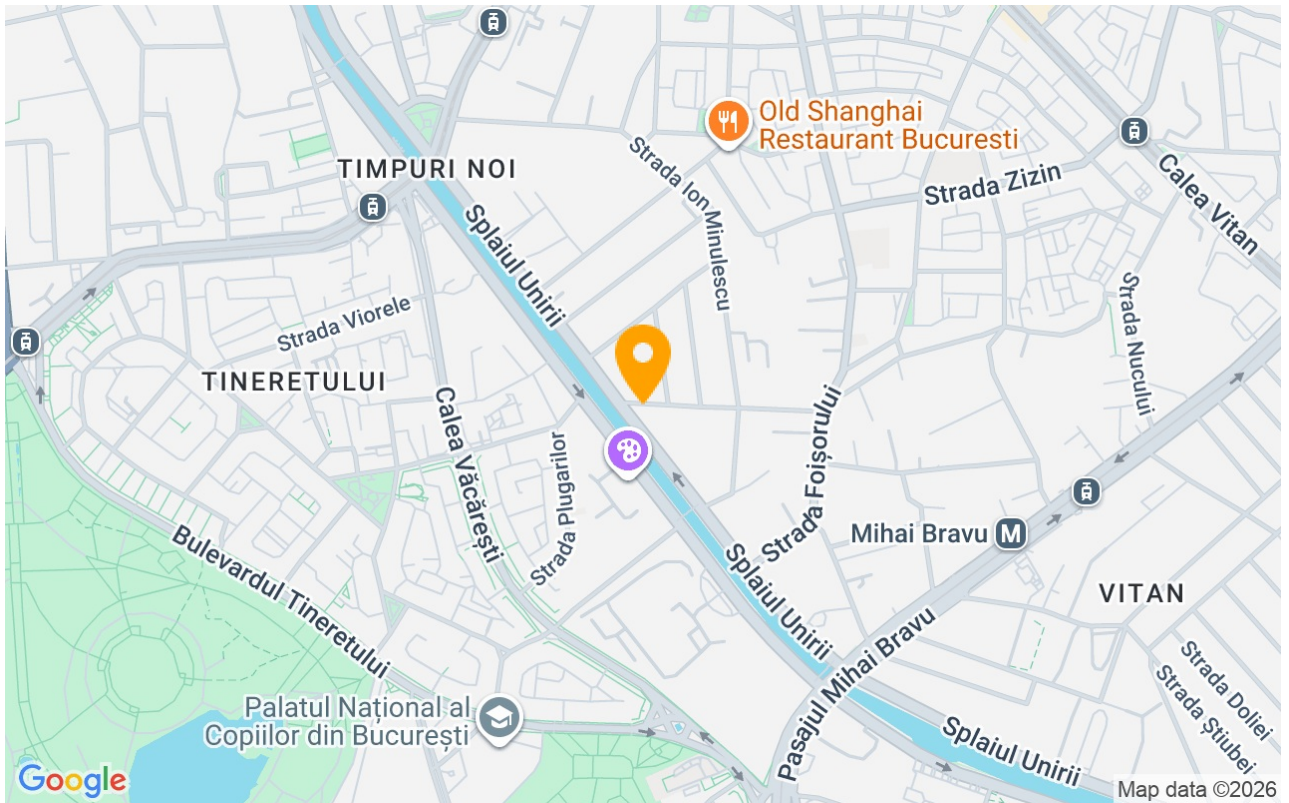 Old Shanghai
Restaurant Bucuresti
TIMPURI NOI
Strada Ion Minulescu
Strada Zizin
Calea Vitan
Splaiul Unirii
Strada Viorele
Strada Nucului
TINERETULUI
Calea Văcărești
Strada Plugarilor
Strada Foișorului
Mihai Bravu
M
Bulevardul Tineretului
Splaiul Unirii
VITAN
Pasajul Mihai Bravu
Strada Doliei
Strada Știubei
Palatul Național al
Copiilor din București
Splaiul Unirii
Google
Map data ©2026